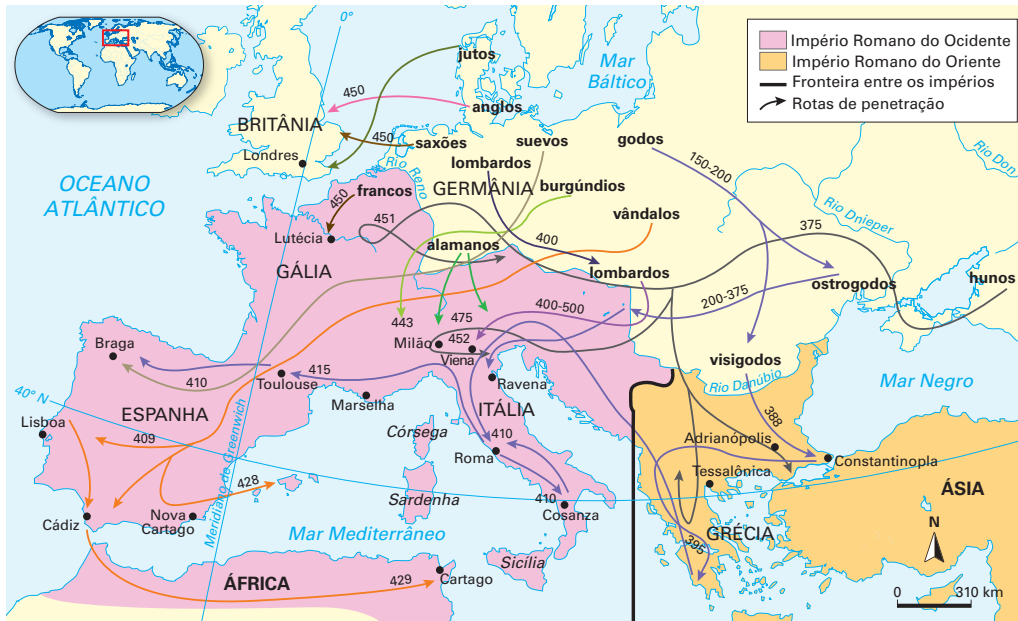 0°
Império Romano do Ocidente
Império Romano do Oriente
Fronteira entre os impérios
Rotas de penetração
Mar
Báltico
jutos
450
anglos
BRITÂNIA
450
saxões
suevos
godos
Londres
Rio Reno
lombardos
150-200
Rio Don
OCEANO
ATLÂNTICO
450
francos
GERMÂNIA
burgúndios
Rio Dnieper
451
vândalos
375
Lutécia
alamanos
400
GÁLIA
lombardos
ostrogodos
hunos
200-375
400-500
443
475
Milão
452
Viena
Braga
visigodos
410
415
Toulouse
Ravena
Rio Danúbio
Mar Negro
40° N
ESPANHA
Marselha
ITÁLIA
388
Lisboa
Córsega
409
410
Adrianópolis
Roma
Constantinopla
Tessalônica
428
Sardenha
410
ÁSIA
Cádiz
Nova
Cartago
Meridiano de Greenwich
Cosanza
Mar Mediterrâneo
GRÉCIA
N
395
Sicília
ÁFRICA
429
Cartago
0 310 km